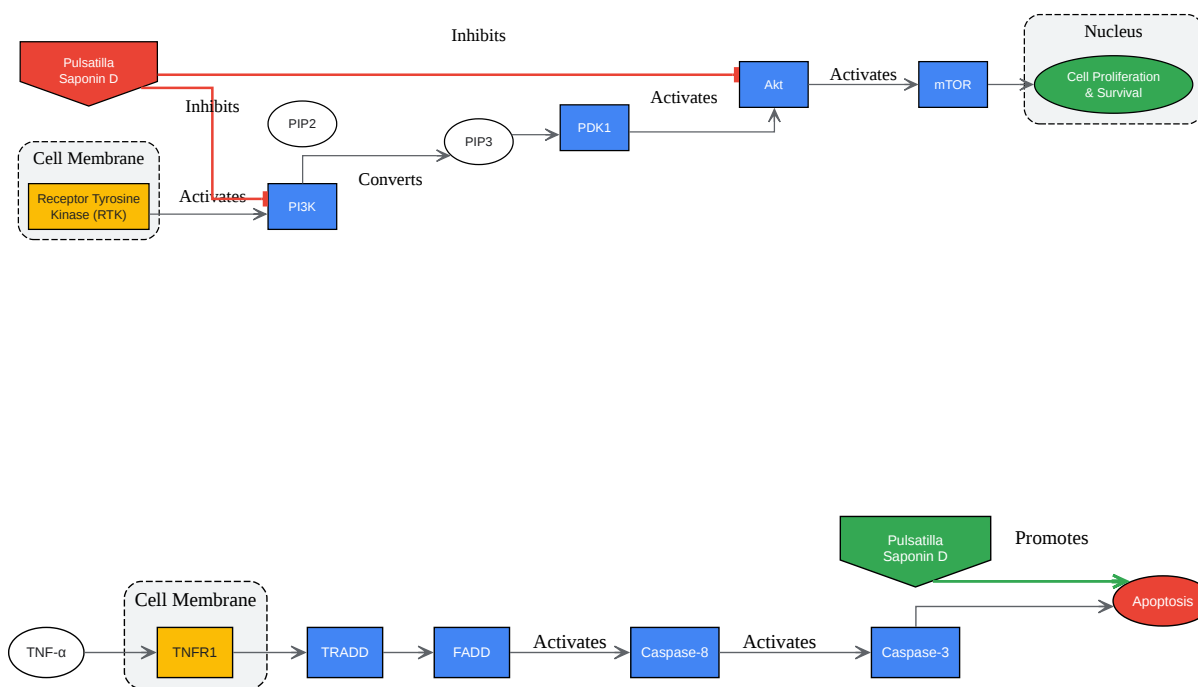 Inhibits
Nucleus
Pulsatilla
Saponin D
Cell Proliferation
& Survival
Akt
Activates
mTOR
Activates
Inhibits
PIP2
PDK1
PIP3
Cell Membrane
Converts
Receptor Tyrosine
Kinase (RTK)
Activates
PI3K
Pulsatilla
Saponin D
Promotes
Cell Membrane
Apoptosis
TNF-α
TNFR1
TRADD
FADD
Activates
Caspase-8
Activates
Caspase-3